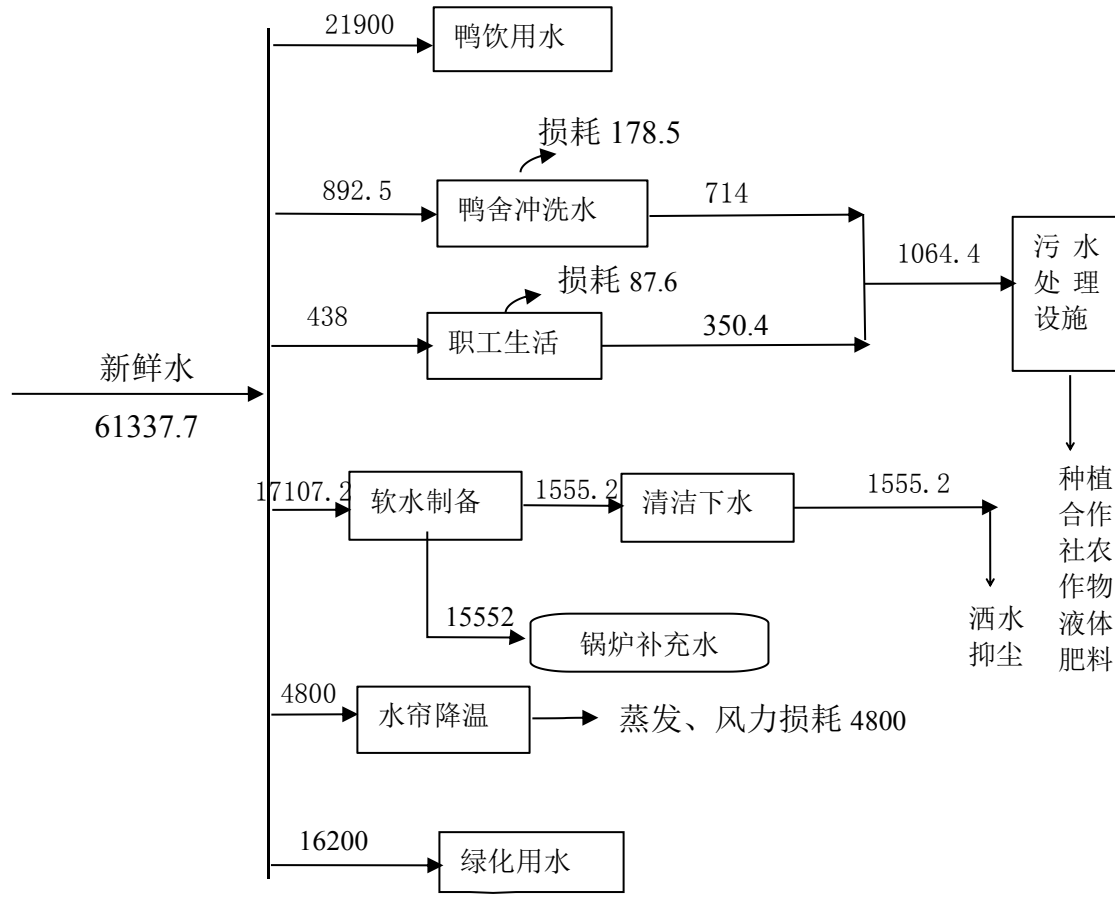 21900
鸭饮用水
损耗 178.5
892.5
鸭舍冲洗水
714
污 水
处 理
设施
1064.4
损耗 87.6
438
职工生活
350.4
新鲜水
61337.7
17107.2
软水制备
1555.2
清洁下水
1555.2
种植
合作
社农
作物
液体
肥料
洒水
抑尘
15552
锅炉补充水
4800
水帘降温
蒸发、风力损耗 4800
16200
绿化用水